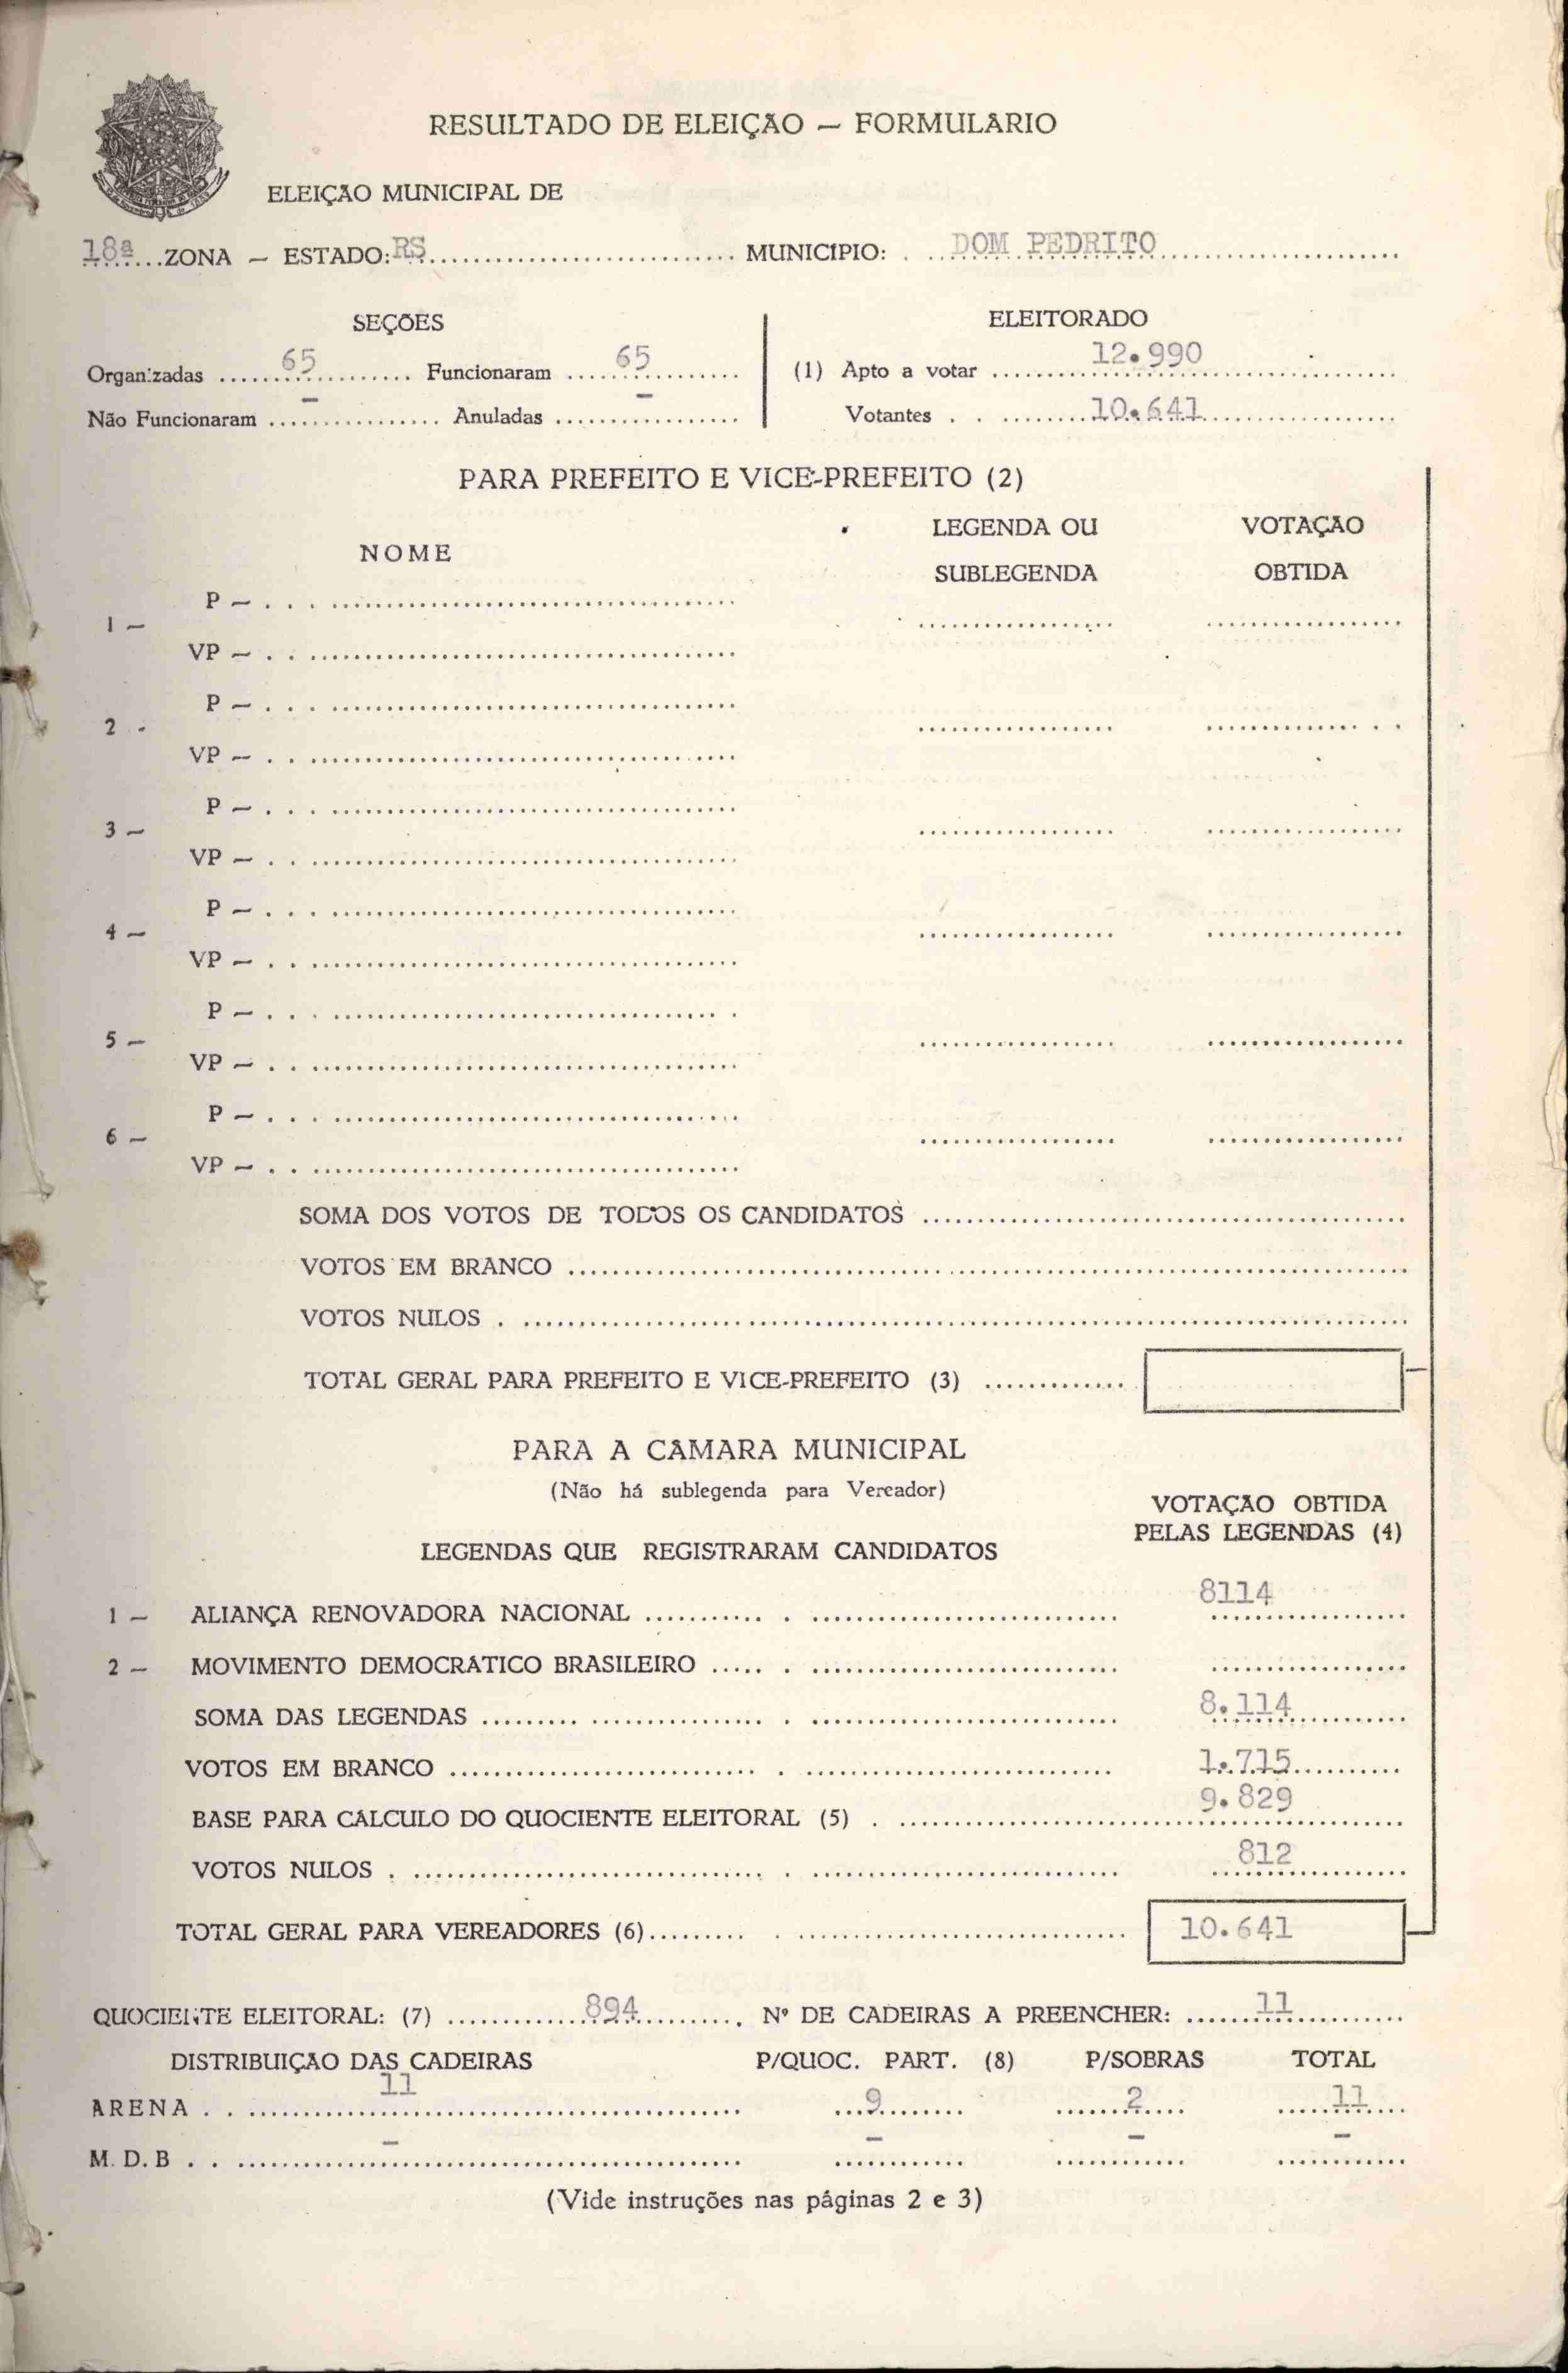 RESULTADO DE ELEIÇAO — FORMULARIO
ELEIÇAO MUNICIPAL DE
18ª...ZONA — ESTADO: RS.............................. MUNICIPIO: . ...DOM PEDRITO..............................
SEÇOES
ELEITORADO
Organizadas ........65........... Funcionaram ......65..........
(1) Apto a votar ..........12.990......................
Não Funcionaram .....-........... Anuladas ........-.........
Votantes . . .........10.641......................
PARA PREFEITO E VICE-PREFEITO (2)
NOME
LEGENDA OU SUBLEGENDA
VOTAÇAO OBTIDA
P — . . . ........................................
1 —
.................. ..................
VP — . . ........................................
P — . . . ........................................
2 -
.................. ..................
VP — . . ........................................
P — . . . ........................................
3 —
.................. ..................
VP — . . ........................................
P — . . . ........................................
4 —
.................. ..................
VP — . . ........................................
P — . . . ........................................
5 —
.................. ..................
VP — . . ........................................
P — . . . ........................................
6 —
.................. ..................
VP — . . ........................................
SOMA DOS VOTOS DE TODOS OS CANDIDATOS ........................................
VOTOS EM BRANCO ........................................
VOTOS NULOS . ........................................
TOTAL GERAL PARA PREFEITO E VICE-PREFEITO (3) .............
PARA A CAMARA MUNICIPAL
(Não há sublegenda para Vereador)
VOTAÇAO OBTIDA
PELAS LEGENDAS (4)
LEGENDAS QUE REGISTRARAM CANDIDATOS
1 — ALIANÇA RENOVADORA NACIONAL ........... . ............................ 8114
2 — MOVIMENTO DEMOCRATICO BRASILEIRO ..... . ............................ ..................
SOMA DAS LEGENDAS ......... ................ . ............................ 8.114
VOTOS EM BRANCO ............................ . ............................ 1.715
BASE PARA CALCULO DO QUOCIENTE ELEITORAL (5) . ............................ 9.829
VOTOS NULOS . ................................ . ............................ 812
TOTAL GERAL PARA VEREADORES (6)......... . .............................. 10.641
QUOCIENTE ELEITORAL: (7) .............894.......... Nº DE CADEIRAS A PREENCHER: .......11............
DISTRIBUIÇAO DAS CADEIRAS P/QUOC. PART. (8) P/SOBRAS TOTAL
ARENA . . ............11............ ...9........ .......2..... ......11....
M. D. B . . ............-............ ....-........ .......-..... ......-....
(Vide instruções nas páginas 2 e 3)